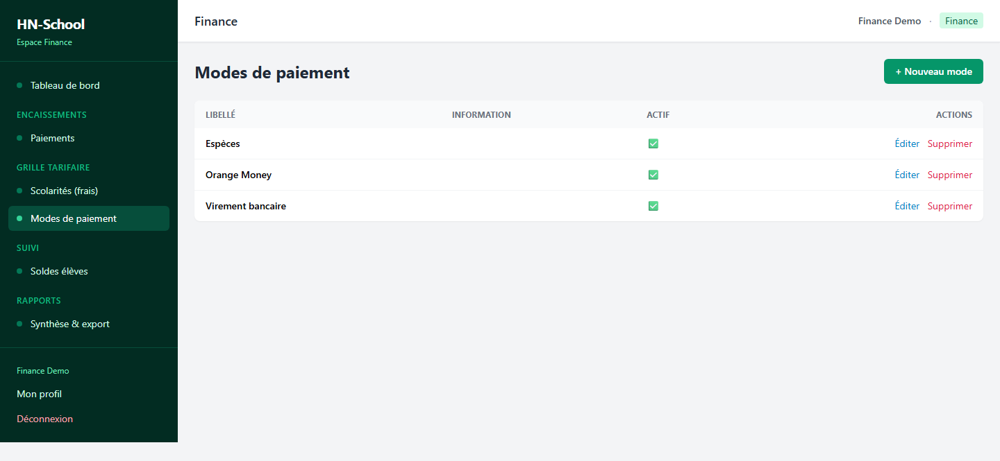 HN-School
Espace Finance
Tableau de bord
ENCAISSEMENTS
Paiements
GRILLE TARIFAIRE
Scolarités (frais)
Modes de paiement
SUIVI
Soldes élèves
RAPPORTS
Synthèse & export
Finance Demo
Mon profil
Déconnexion
Finance
Finance Demo · Finance
Modes de paiement
+ Nouveau mode
LIBELLÉ INFORMATION ACTIF ACTIONS
Espèces ✅ Éditer Supprimer
Orange Money ✅ Éditer Supprimer
Virement bancaire ✅ Éditer Supprimer